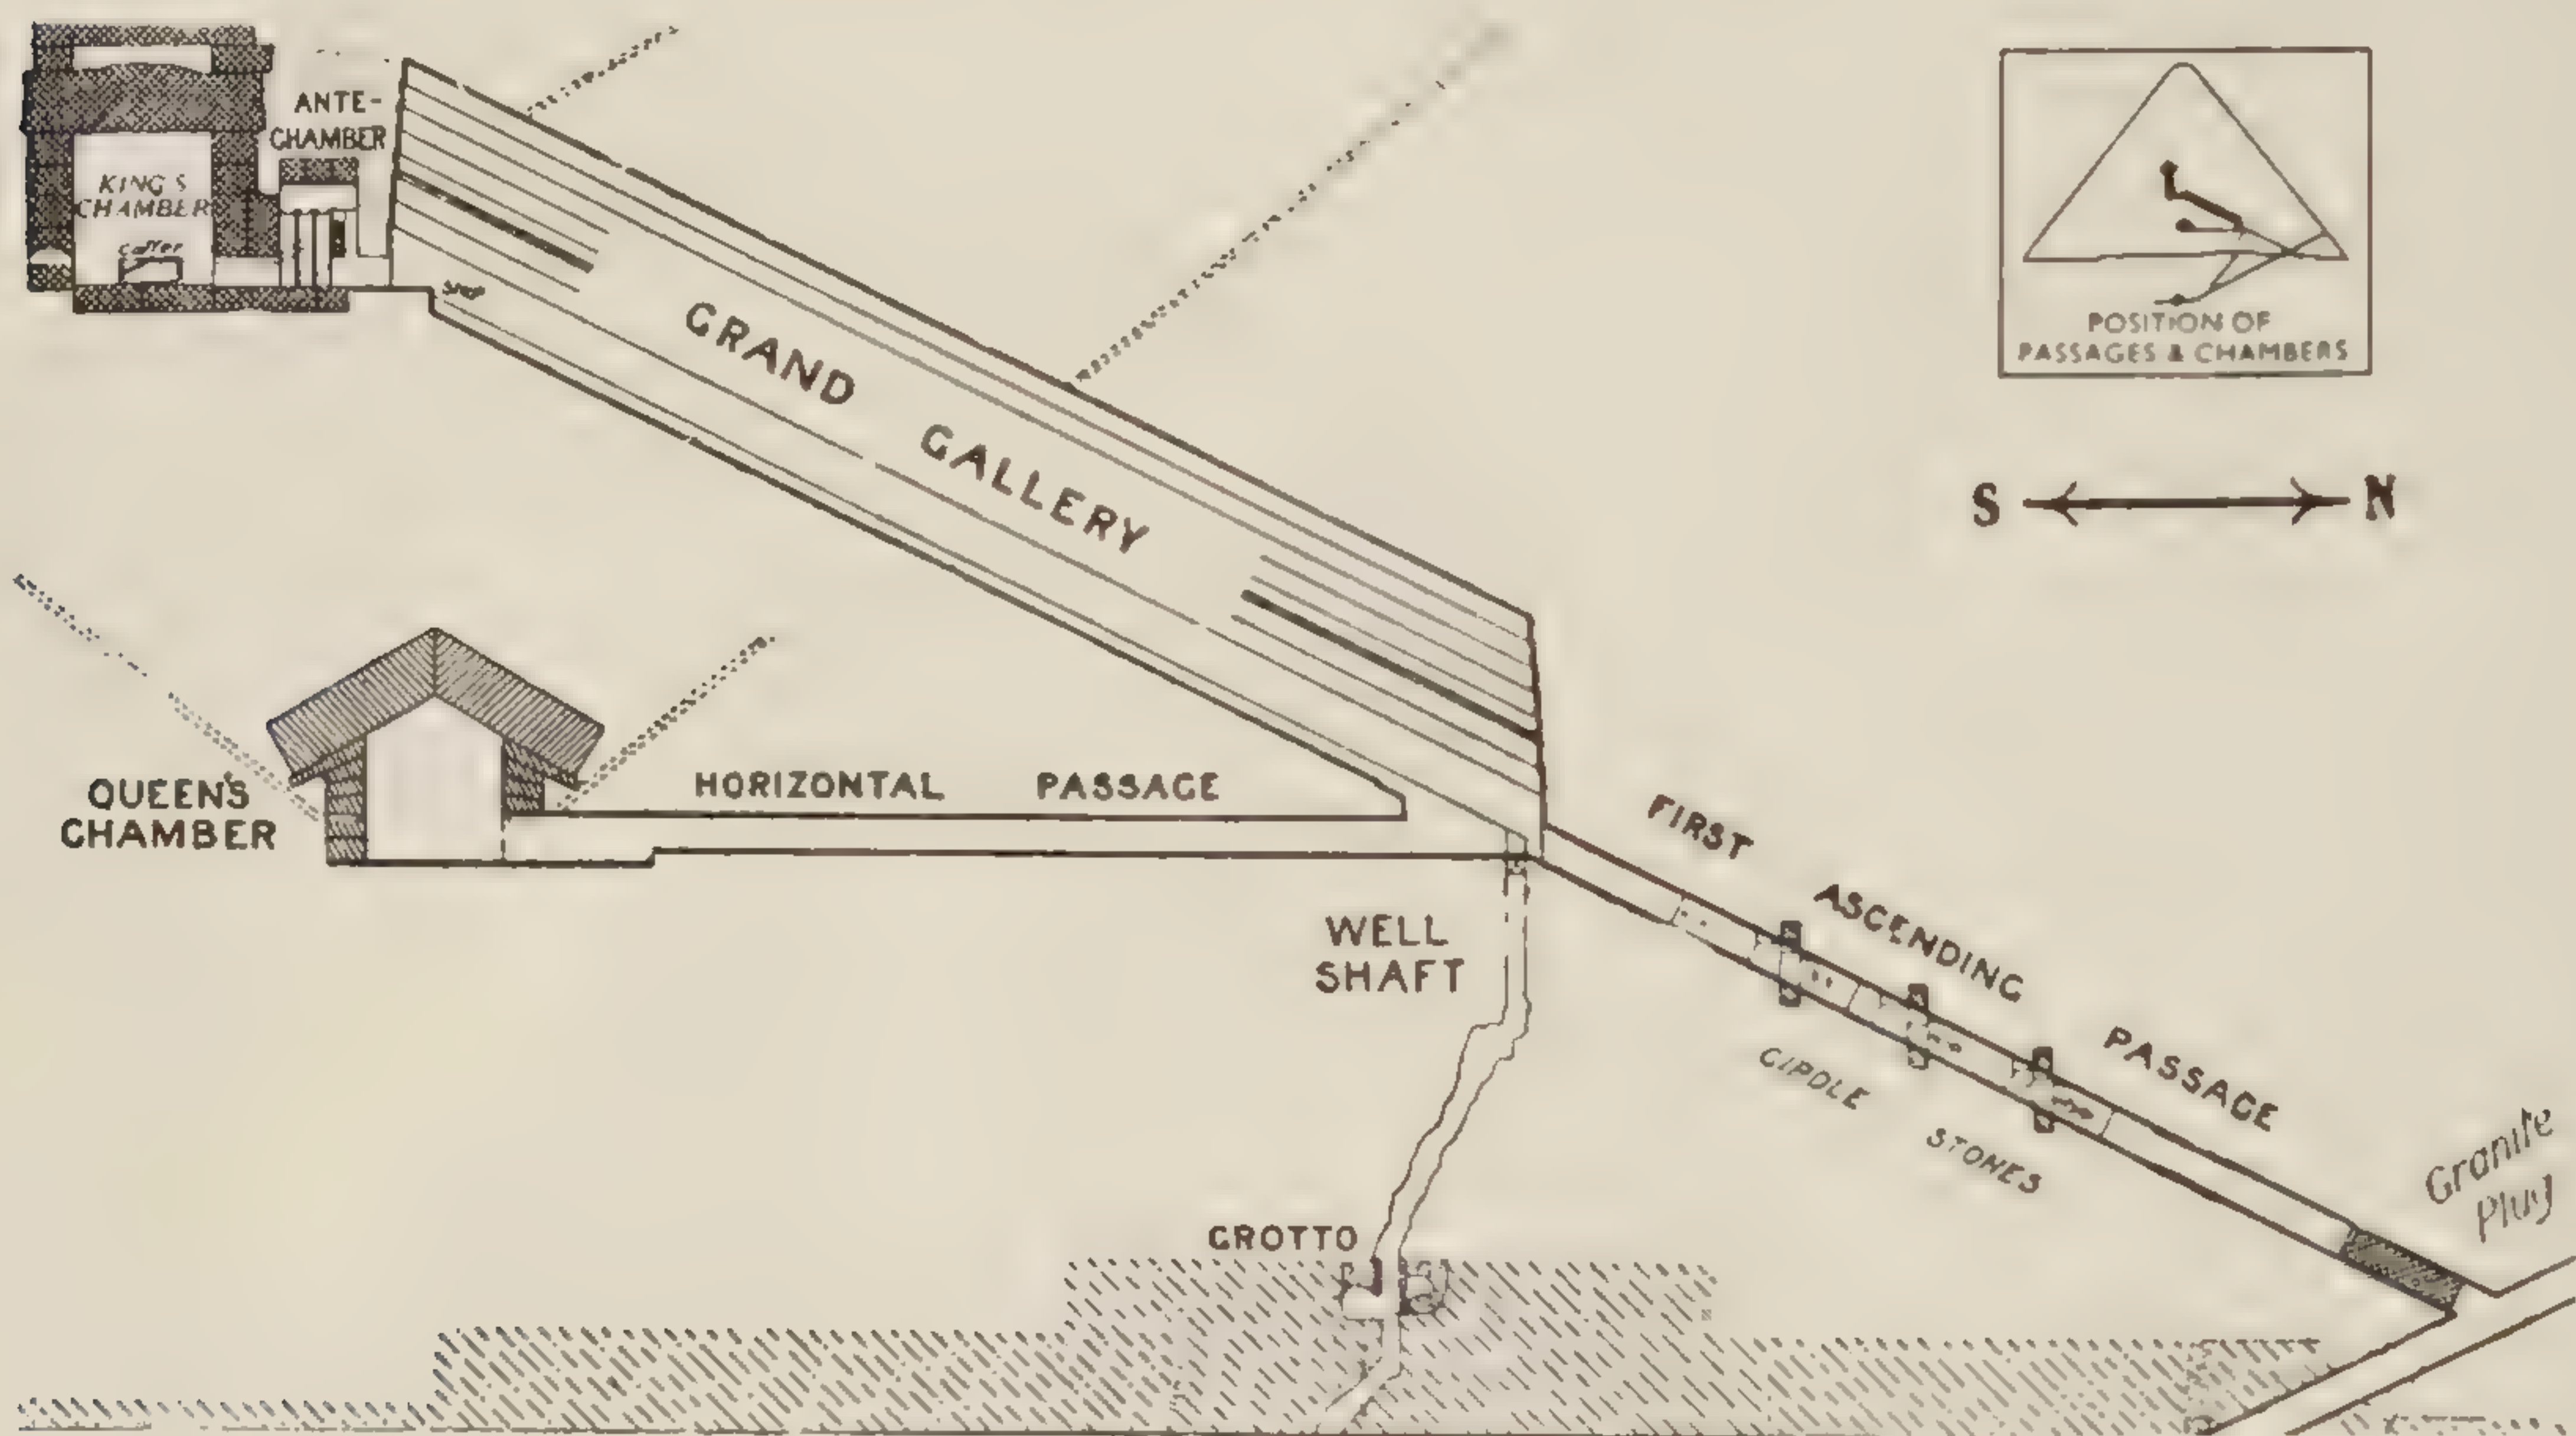 ANTE-
CHAMBER
KING'S
CHAMBER
Coffer
Step
GRAND GALLERY
POSITION OF
PASSAGES & CHAMBERS
S N
QUEEN'S
CHAMBER
HORIZONTAL PASSAGE
FIRST ASCENDING PASSAGE
WELL
SHAFT
GIRDLE STONES
GROTTO
Granite
Plug